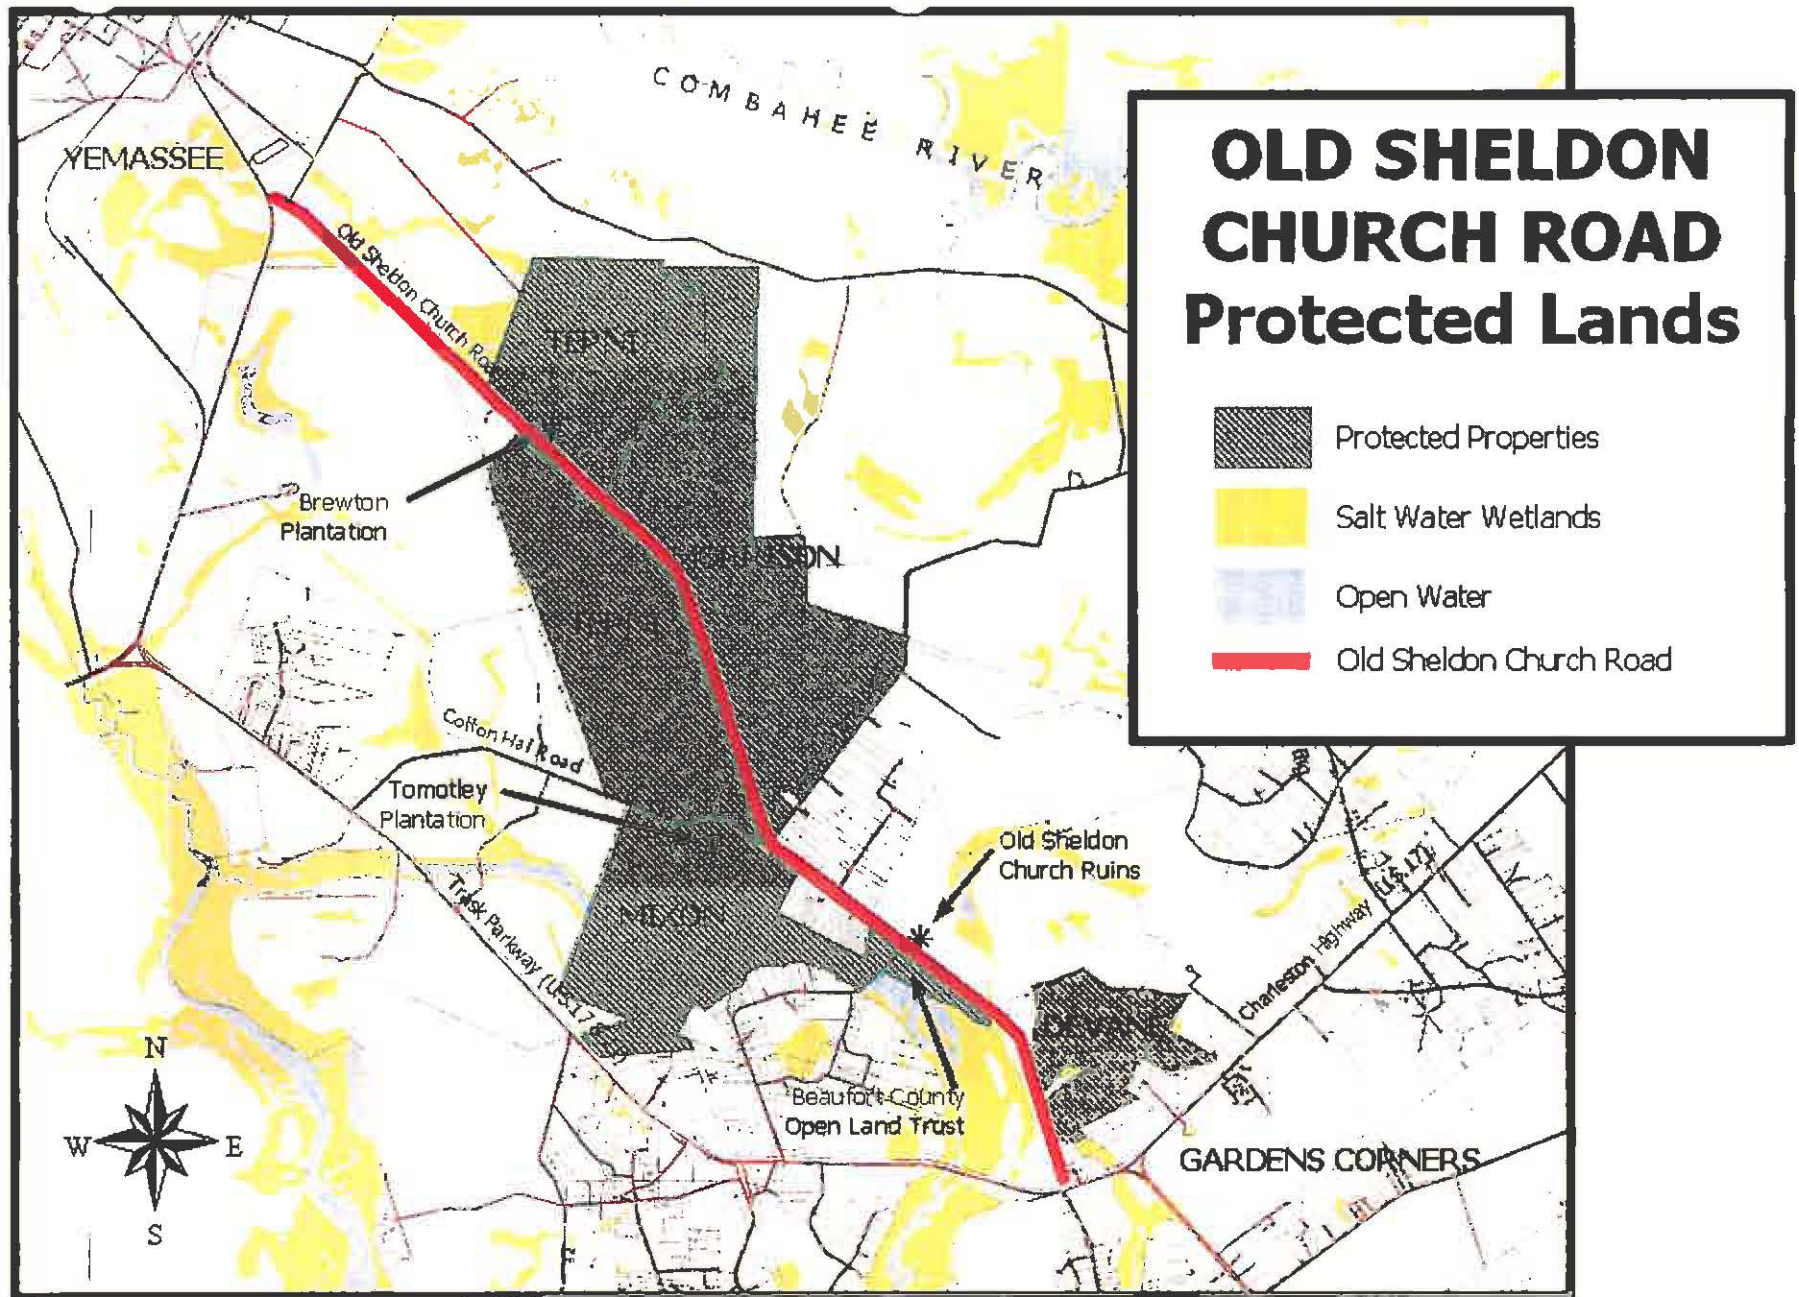 COMBAHEE RIVER
YEMASSEE
OLD SHELDON
CHURCH ROAD
Protected Lands
Protected Properties
Salt Water Wetlands
Open Water
Old Sheldon Church Road
Old Sheldon Church Road
Brewton
Plantation
Cotton Hall Road
Tomotley
Plantation
MIXON
Old Sheldon
Church Ruins
Trask Parkway (U.S.17)
Charleston Highway
(U.S.17)
Beaufort County
Open Land Trust
GARDENS CORNERS
N
W
E
S